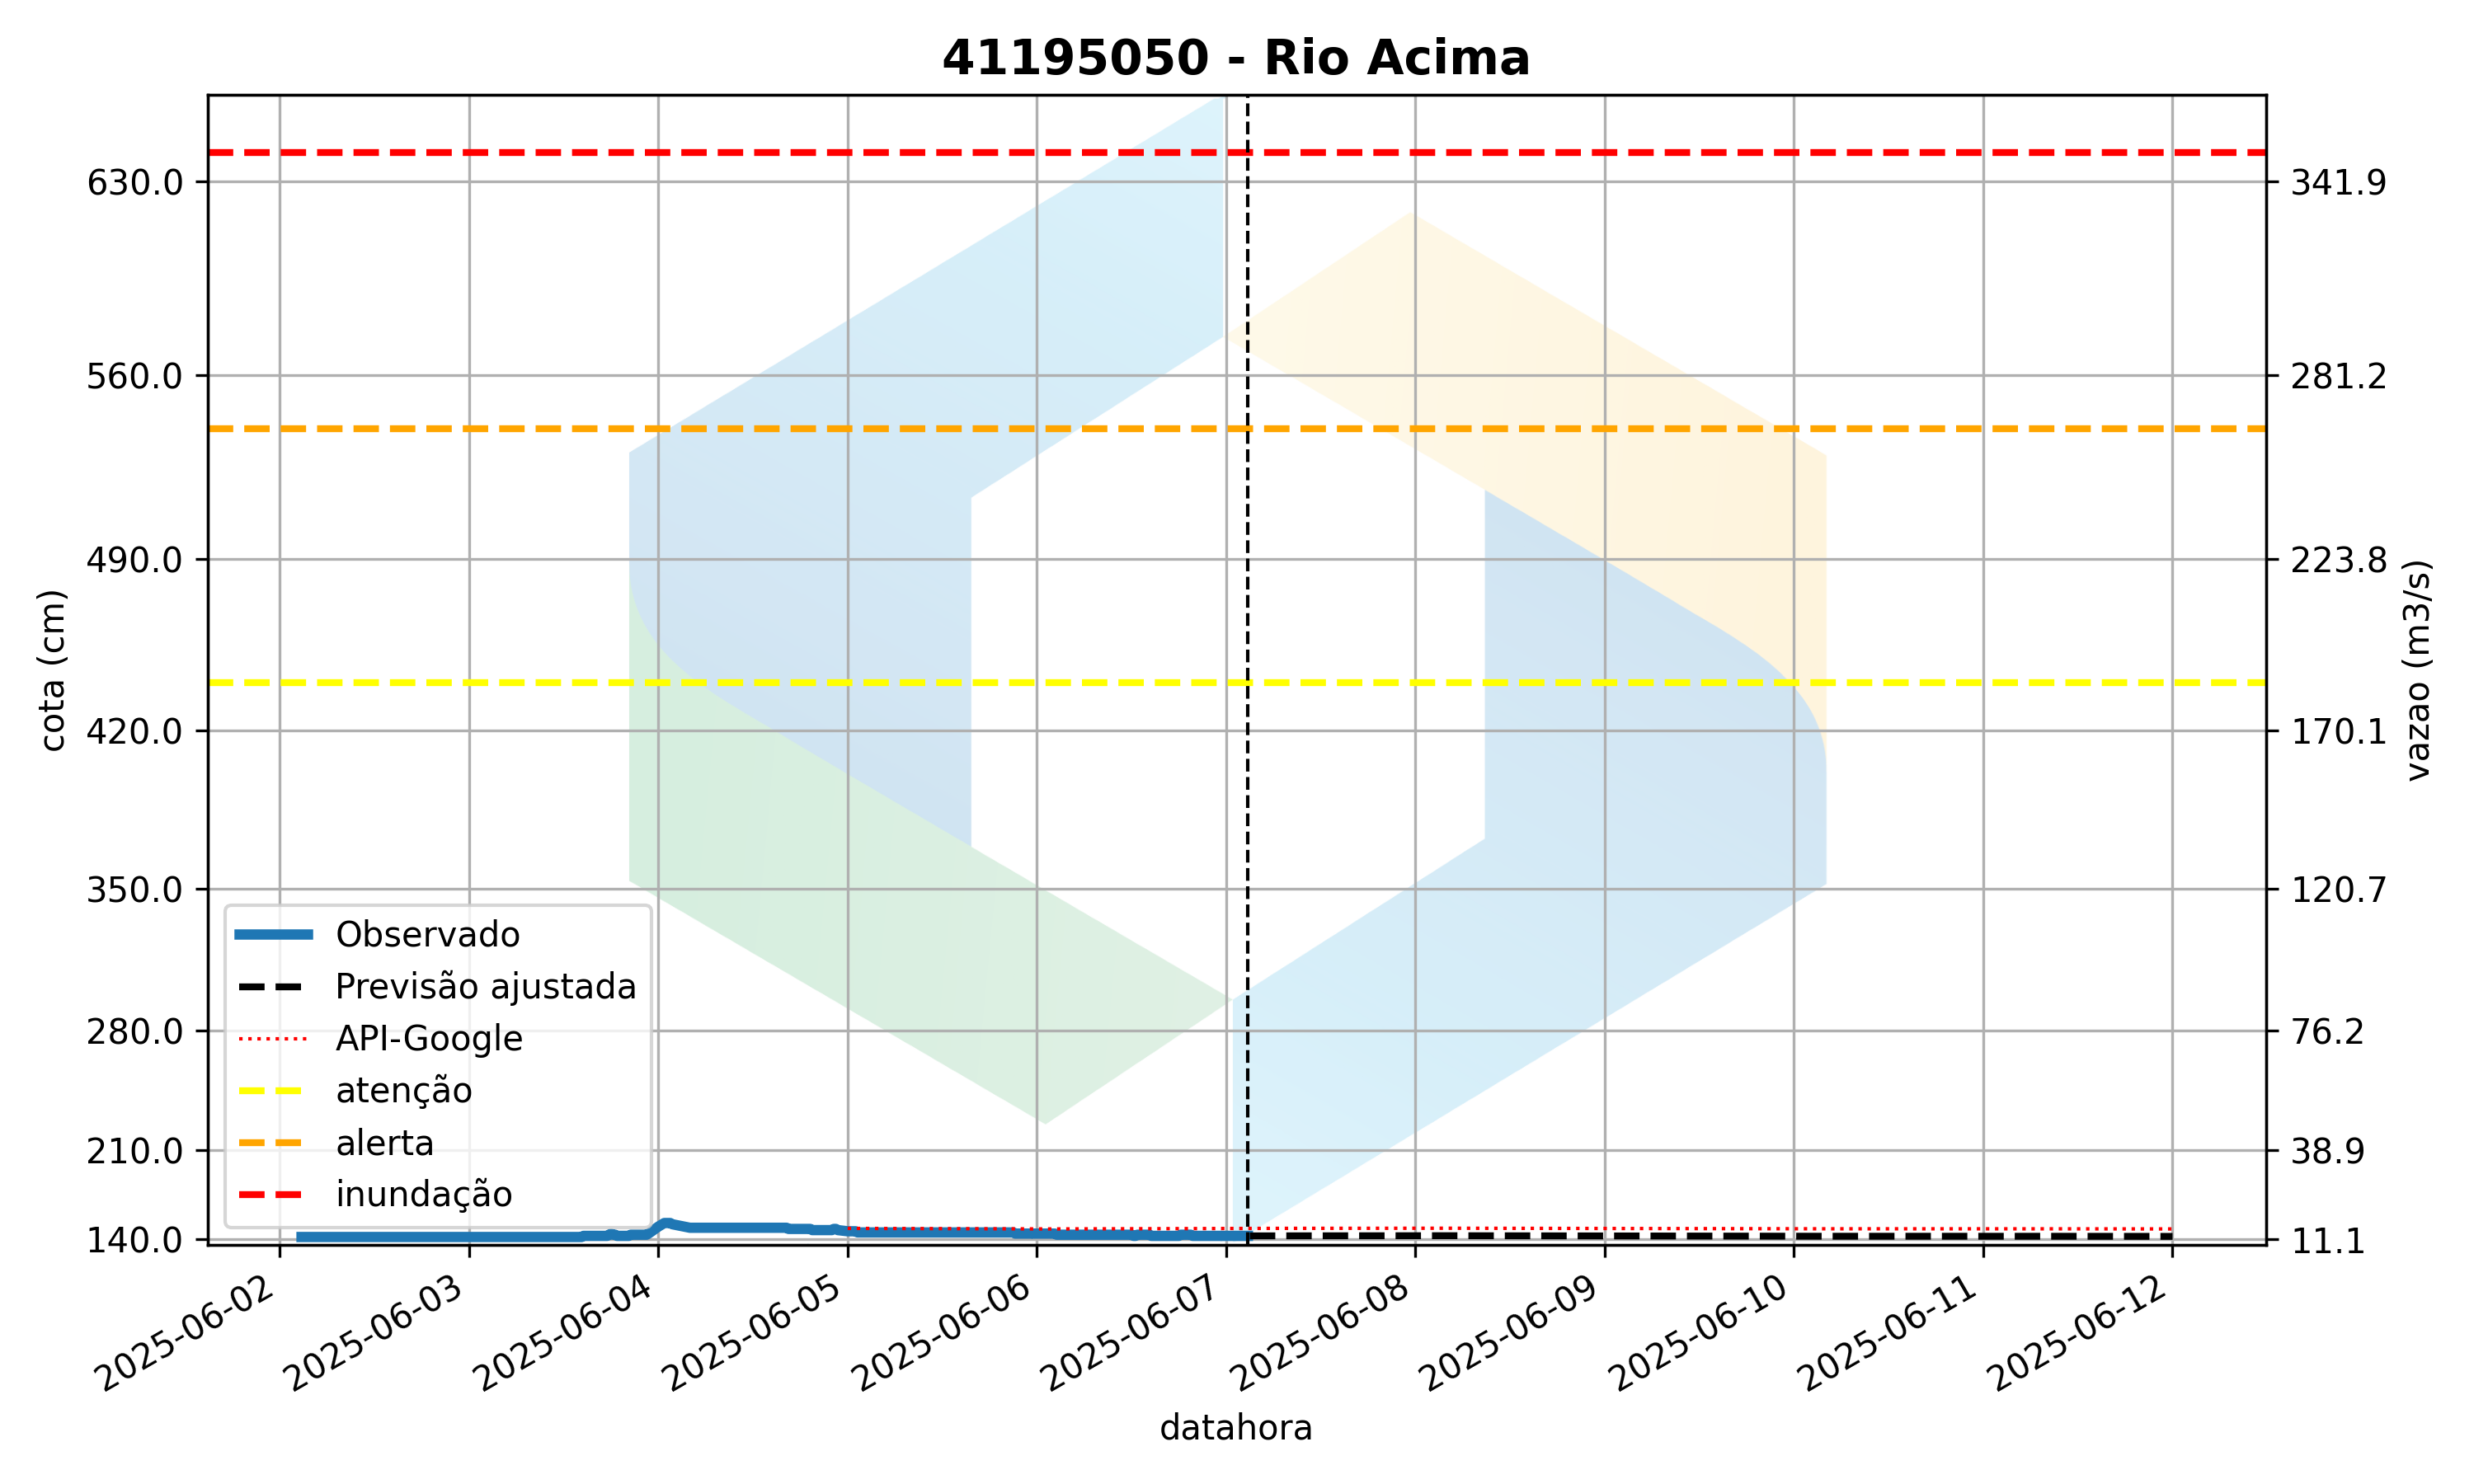 41195050 - Rio Acima
630.0
560.0
490.0
420.0
350.0
280.0
210.0
140.0
cota (cm)
341.9
281.2
223.8
170.1
120.7
76.2
38.9
11.1
vazao (m3/s)
Observado
Previsão ajustada
API-Google
atenção
alerta
inundação
2025-06-02
2025-06-03
2025-06-04
2025-06-05
2025-06-06
2025-06-07
2025-06-08
2025-06-09
2025-06-10
2025-06-11
2025-06-12
datahora